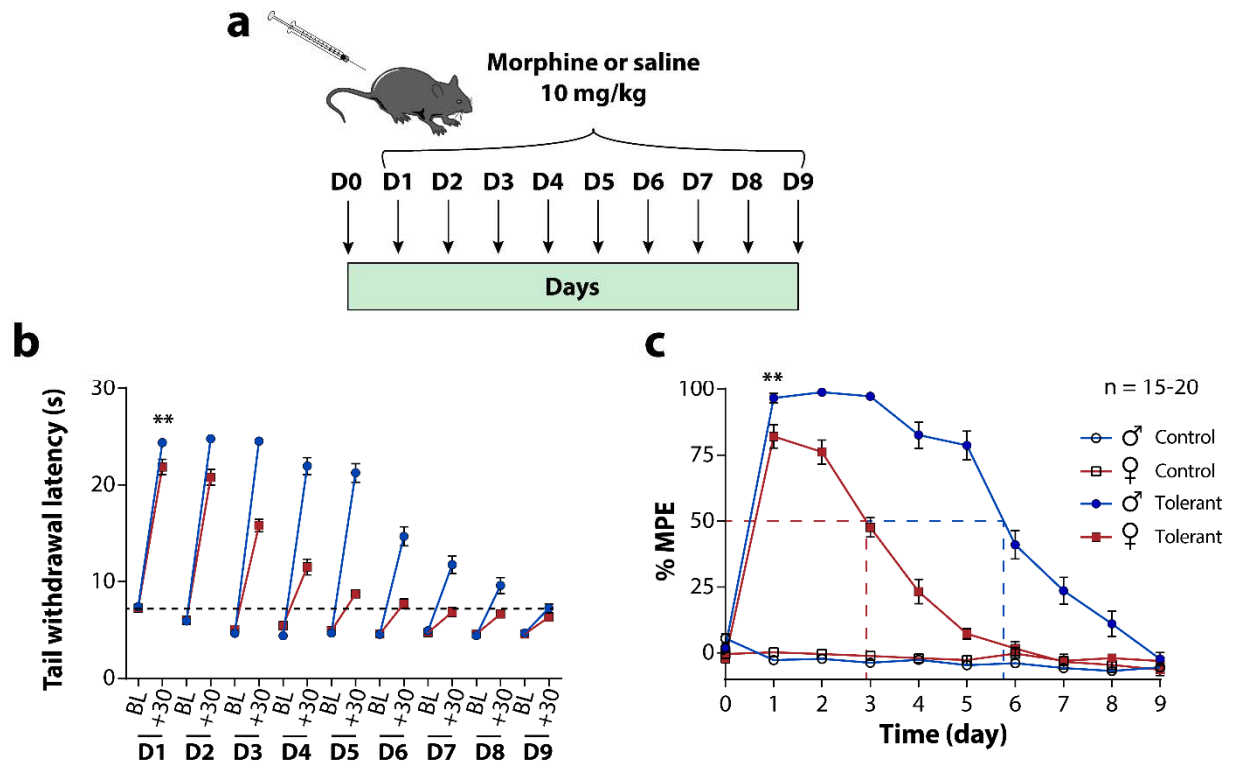 a
Morphine or saline
10 mg/kg
D0 D1 D2 D3 D4 D5 D6 D7 D8 D9
Days
b
Tail withdrawal latency (s)
30
20
10
0
**
BL +30 BL +30 BL +30 BL +30 BL +30 BL +30 BL +30 BL +30 BL +30
D1 D2 D3 D4 D5 D6 D7 D8 D9
c
% MPE
100
75
50
25
0
**
n = 15-20
♂ Control
♀ Control
♂ Tolerant
♀ Tolerant
0 1 2 3 4 5 6 7 8 9
Time (day)